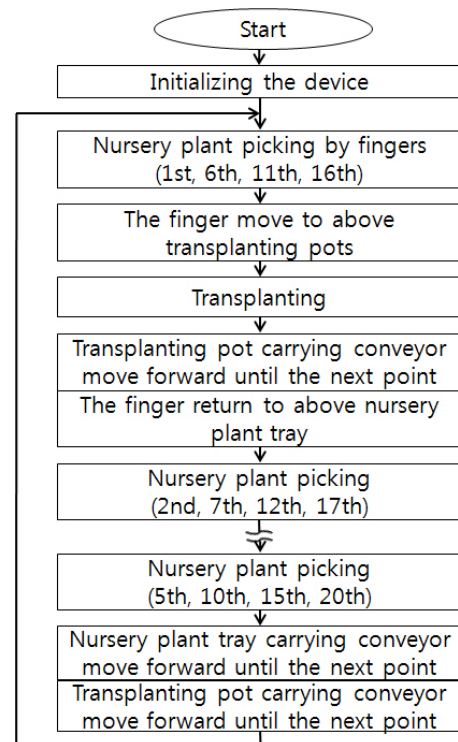 Start
Initializing the device
Nursery plant picking by fingers
(1st, 6th, 11th, 16th)
The finger move to above
transplanting pots
Transplanting
Transplanting pot carrying conveyor
move forward until the next point
The finger return to above nursery
plant tray
Nursery plant picking
(2nd, 7th, 12th, 17th)
Nursery plant picking
(5th, 10th, 15th, 20th)
Nursery plant tray carrying conveyor
move forward until the next point
Transplanting pot carrying conveyor
move forward until the next point